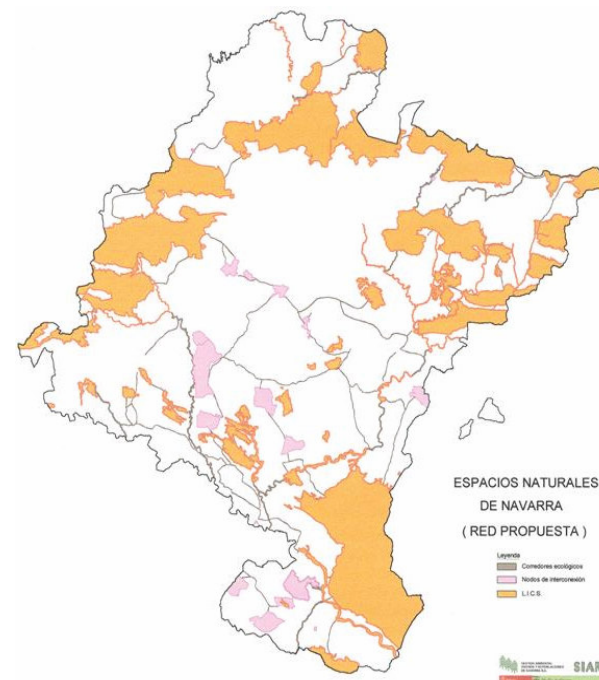 ESPACIOS NATURALES
DE NAVARRA
( RED PROPUESTA )
Leyenda
Corredores ecológicos
Nodos de interconexión
L.I.C.S.